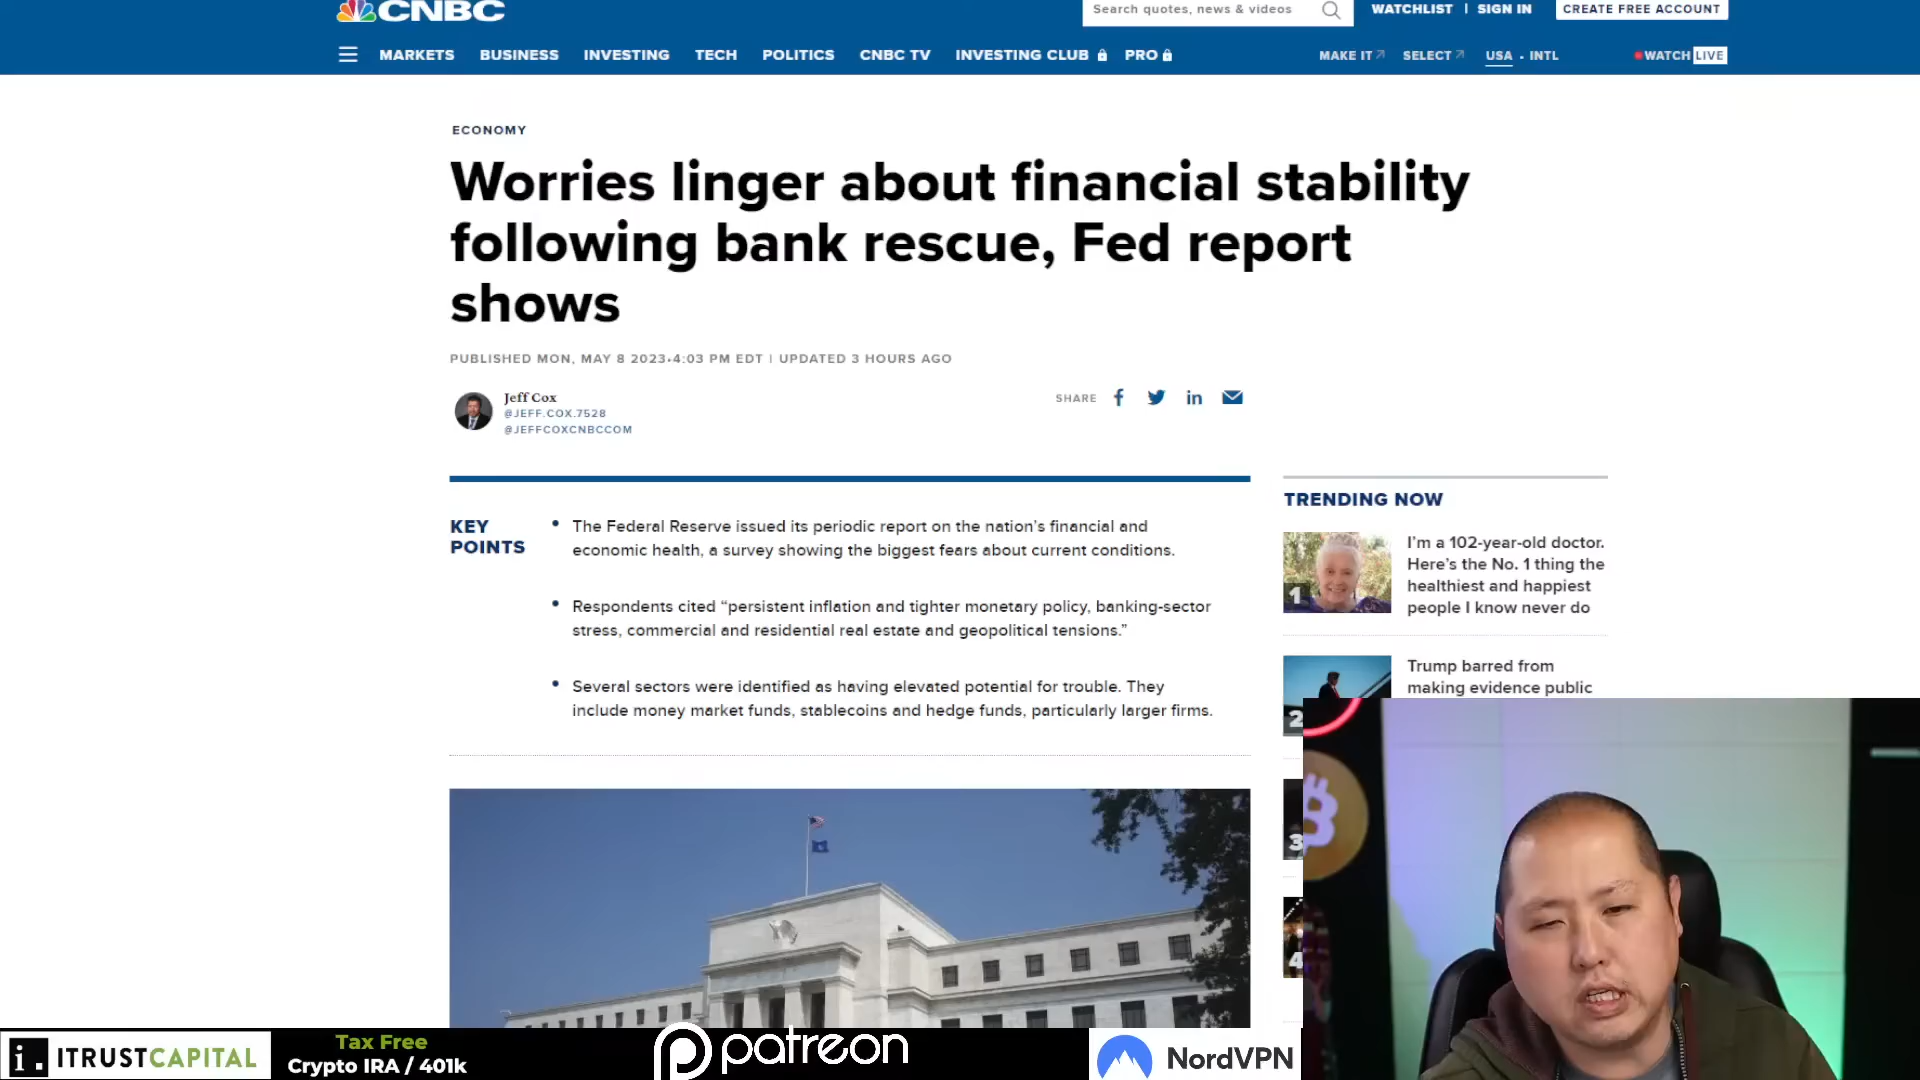 CNBC
Search quotes, news & videos
WATCHLIST | SIGN IN
CREATE FREE ACCOUNT
MARKETS BUSINESS INVESTING TECH POLITICS CNBC TV INVESTING CLUB PRO
MAKE IT SELECT USA • INTL
WATCH LIVE
ECONOMY
Worries linger about financial stability
following bank rescue, Fed report
shows
PUBLISHED MON, MAY 8 2023•4:03 PM EDT | UPDATED 3 HOURS AGO
Jeff Cox
@JEFF.COX.7528
@JEFFCOXCNBCCOM
SHARE
KEY
POINTS
• The Federal Reserve issued its periodic report on the nation’s financial and
economic health, a survey showing the biggest fears about current conditions.
• Respondents cited “persistent inflation and tighter monetary policy, banking-sector
stress, commercial and residential real estate and geopolitical tensions.”
• Several sectors were identified as having elevated potential for trouble. They
include money market funds, stablecoins and hedge funds, particularly larger firms.
TRENDING NOW
1
I’m a 102-year-old doctor.
Here’s the No. 1 thing the
healthiest and happiest
people I know never do
2
Trump barred from
making evidence public
3
4
i. ITRUSTCAPITAL
Tax Free
Crypto IRA / 401k
patreon
NordVPN